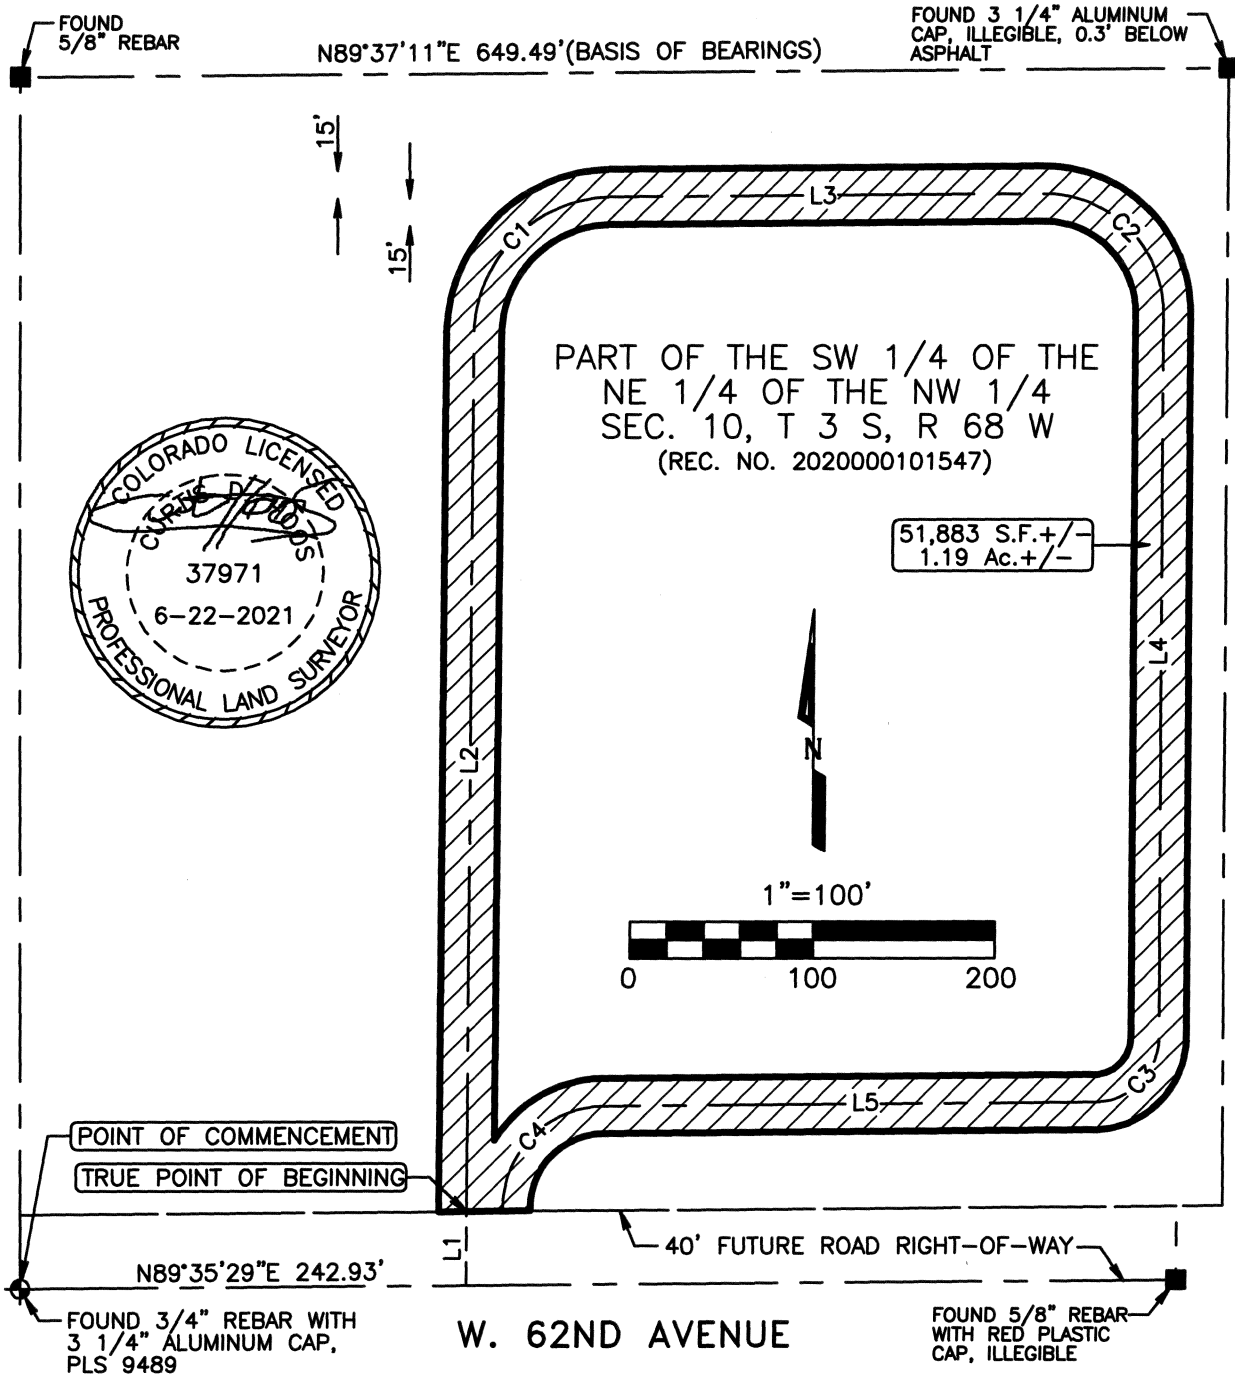 FOUND
5/8" REBAR
N89°37'11"E 649.49'(BASIS OF BEARINGS)
FOUND 3 1/4" ALUMINUM
CAP, ILLEGIBLE, 0.3' BELOW
ASPHALT
15'
15'
C1
L3
C2
PART OF THE SW 1/4 OF THE
NE 1/4 OF THE NW 1/4
SEC. 10, T 3 S, R 68 W
(REC. NO. 2020000101547)
COLORADO LICENSED
CURTIS D.
37971
6-22-2021
PROFESSIONAL LAND SURVEYOR
51,883 S.F.+/-
1.19 Ac.+/-
L4
L2
N
1"=100'
0 100 200
C3
L5
C4
POINT OF COMMENCEMENT
TRUE POINT OF BEGINNING
L1
40' FUTURE ROAD RIGHT-OF-WAY
N89°35'29"E 242.93'
FOUND 3/4" REBAR WITH
3 1/4" ALUMINUM CAP,
PLS 9489
W. 62ND AVENUE
FOUND 5/8" REBAR
WITH RED PLASTIC
CAP, ILLEGIBLE